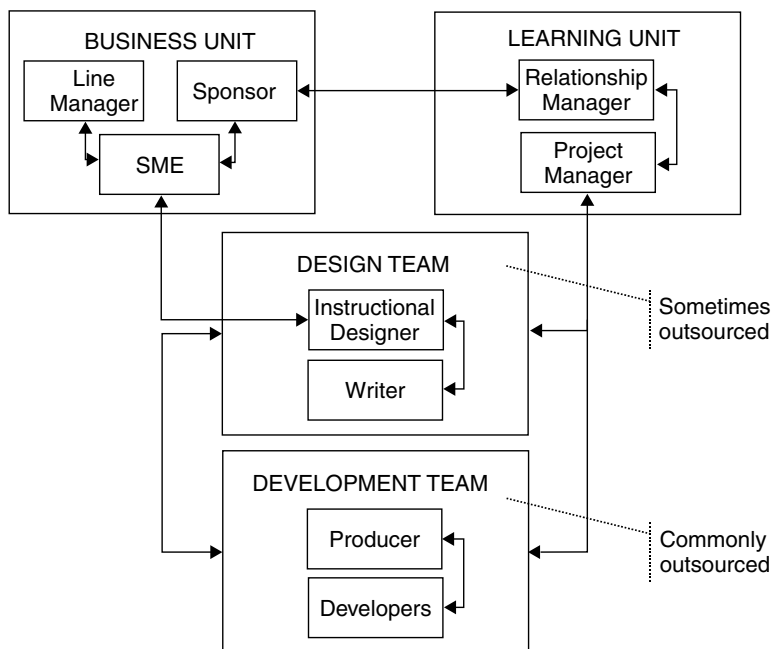 BUSINESS UNIT
Line
Manager
Sponsor
SME
LEARNING UNIT
Relationship
Manager
Project
Manager
DESIGN TEAM
Instructional
Designer
Writer
Sometimes
outsourced
DEVELOPMENT TEAM
Producer
Developers
Commonly
outsourced